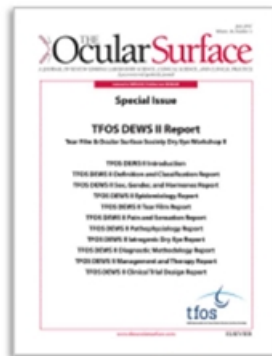 THE
Ocular Surface
Special Issue
TFOS DEWS II Report
Tear Film & Ocular Surface Society Dry Eye Workshop II
TFOS DEWS II Introduction
TFOS DEWS II Definition and Classification Report
TFOS DEWS II Sex, Gender, and Hormones Report
TFOS DEWS II Epidemiology Report
TFOS DEWS II Tear Film Report
TFOS DEWS II Pain and Sensation Report
TFOS DEWS II Pathophysiology Report
TFOS DEWS II Iatrogenic Dry Eye Report
TFOS DEWS II Diagnostic Methodology Report
TFOS DEWS II Management and Therapy Report
TFOS DEWS II Clinical Trial Design Report
tfos
ELSEVIER